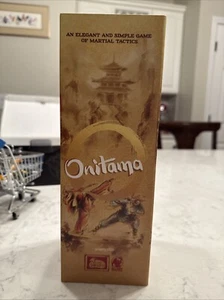 AN ELEGANT AND SIMPLE GAME
OF MARTIAL TACTICS
Onitama